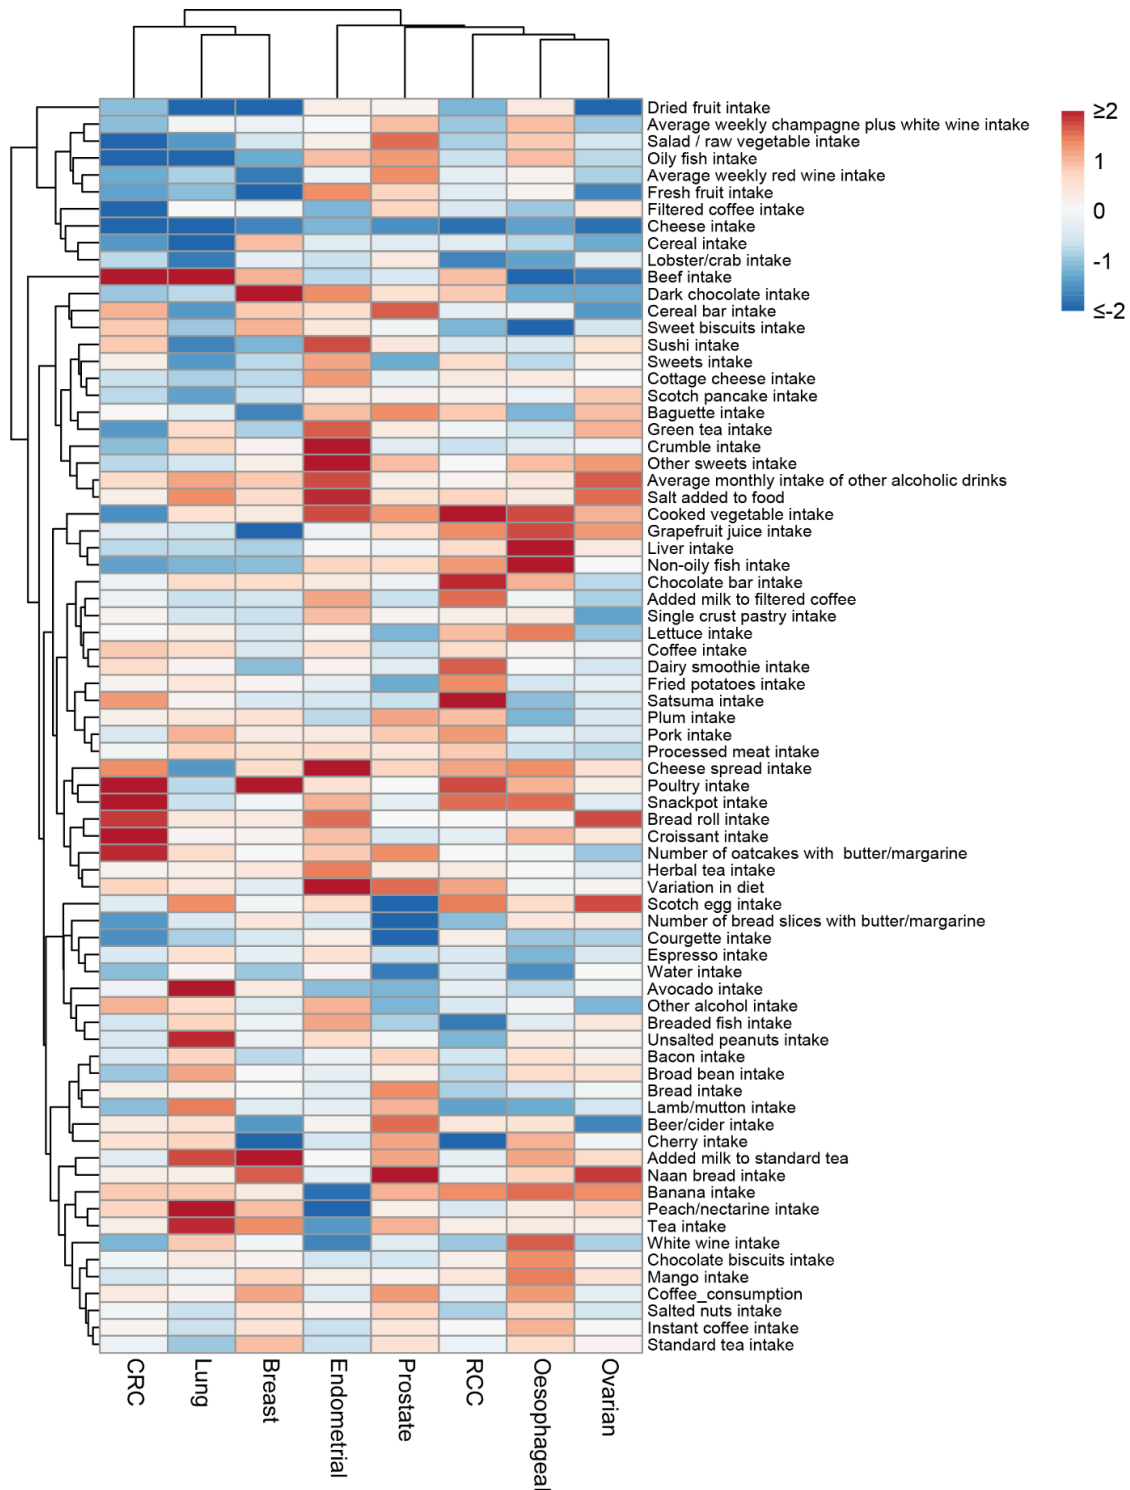 Dried fruit intake
Average weekly champagne plus white wine intake
Salad / raw vegetable intake
Oily fish intake
Average weekly red wine intake
Fresh fruit intake
Filtered coffee intake
Cheese intake
Cereal intake
Lobster/crab intake
Beef intake
Dark chocolate intake
Cereal bar intake
Sweet biscuits intake
Sushi intake
Sweets intake
Cottage cheese intake
Scotch pancake intake
Baguette intake
Green tea intake
Crumble intake
Other sweets intake
Average monthly intake of other alcoholic drinks
Salt added to food
Cooked vegetable intake
Grapefruit juice intake
Liver intake
Non-oily fish intake
Chocolate bar intake
Added milk to filtered coffee
Single crust pastry intake
Lettuce intake
Coffee intake
Dairy smoothie intake
Fried potatoes intake
Satsuma intake
Plum intake
Pork intake
Processed meat intake
Cheese spread intake
Poultry intake
Snackpot intake
Bread roll intake
Croissant intake
Number of oatcakes with  butter/margarine
Herbal tea intake
Variation in diet
Scotch egg intake
Number of bread slices with butter/margarine
Courgette intake
Espresso intake
Water intake
Avocado intake
Other alcohol intake
Breaded fish intake
Unsalted peanuts intake
Bacon intake
Broad bean intake
Bread intake
Lamb/mutton intake
Beer/cider intake
Cherry intake
Added milk to standard tea
Naan bread intake
Banana intake
Peach/nectarine intake
Tea intake
White wine intake
Chocolate biscuits intake
Mango intake
Coffee_consumption
Salted nuts intake
Instant coffee intake
Standard tea intake
CRC
Lung
Breast
Endometrial
Prostate
RCC
Oesophageal
Ovarian
≥2
1
0
-1
≤-2